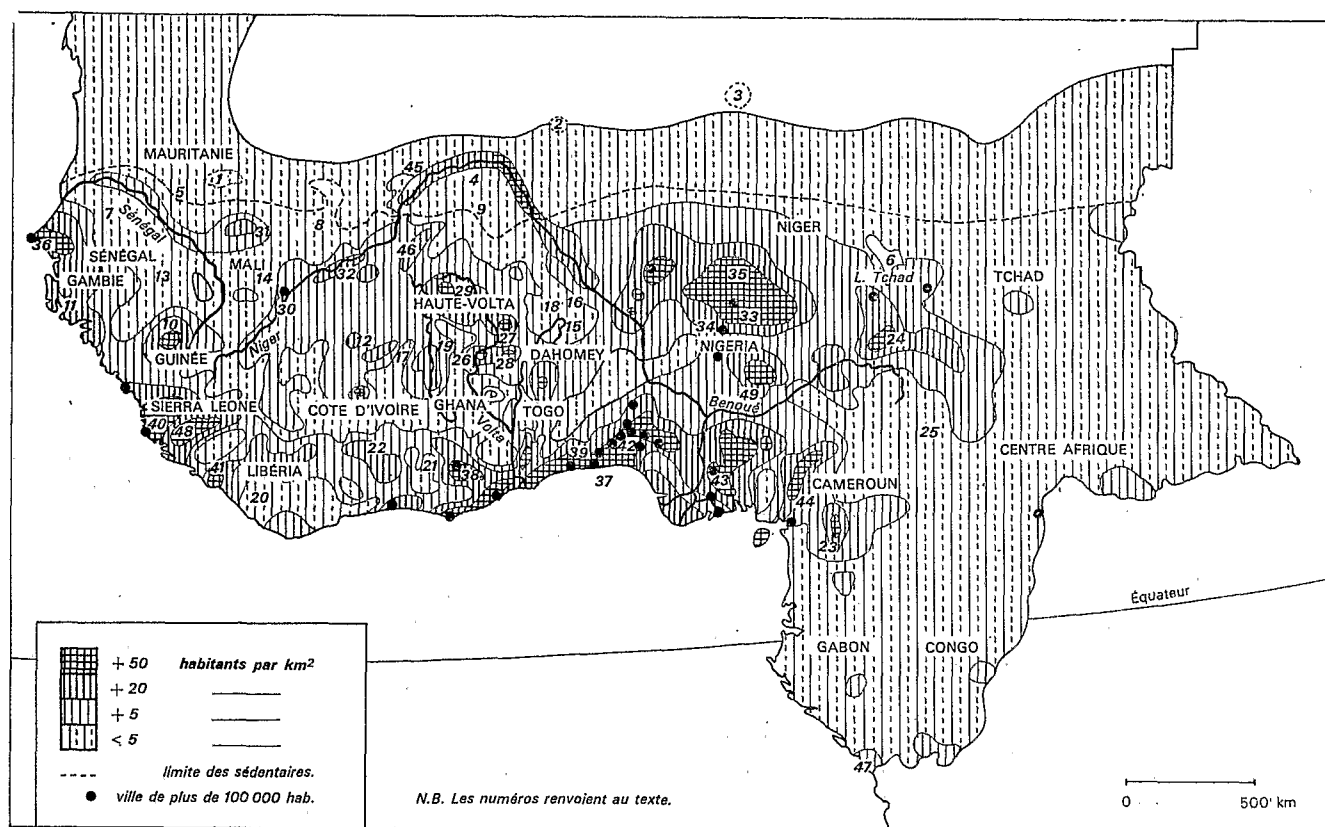 3
2
MAURITANIE
1
45
4
5
7
Sénégal
8
9
NIGER
36
31
46
6
SÉNÉGAL
MALI
35
L. Tchad
TCHAD
GAMBIE
13
14
32
29
HAUTE-VOLTA
18
16
33
11
30
15
34
10
27
NIGERIA
24
GUINÉE
Niger
12
17
19
26
28
DAHOMEY
49
Benoué
SIERRA LEONE
COTE D'IVOIRE
GHANA
TOGO
40
48
Volta
25
22
42
CENTRE AFRIQUE
41
LIBÉRIA
21
38
39
43
CAMEROUN
20
37
44
23
Équateur
GABON
CONGO
47
+ 50 habitants par km²
+ 20
+ 5
< 5
limite des sédentaires.
ville de plus de 100 000 hab.
N.B. Les numéros renvoient au texte.
0 500 km